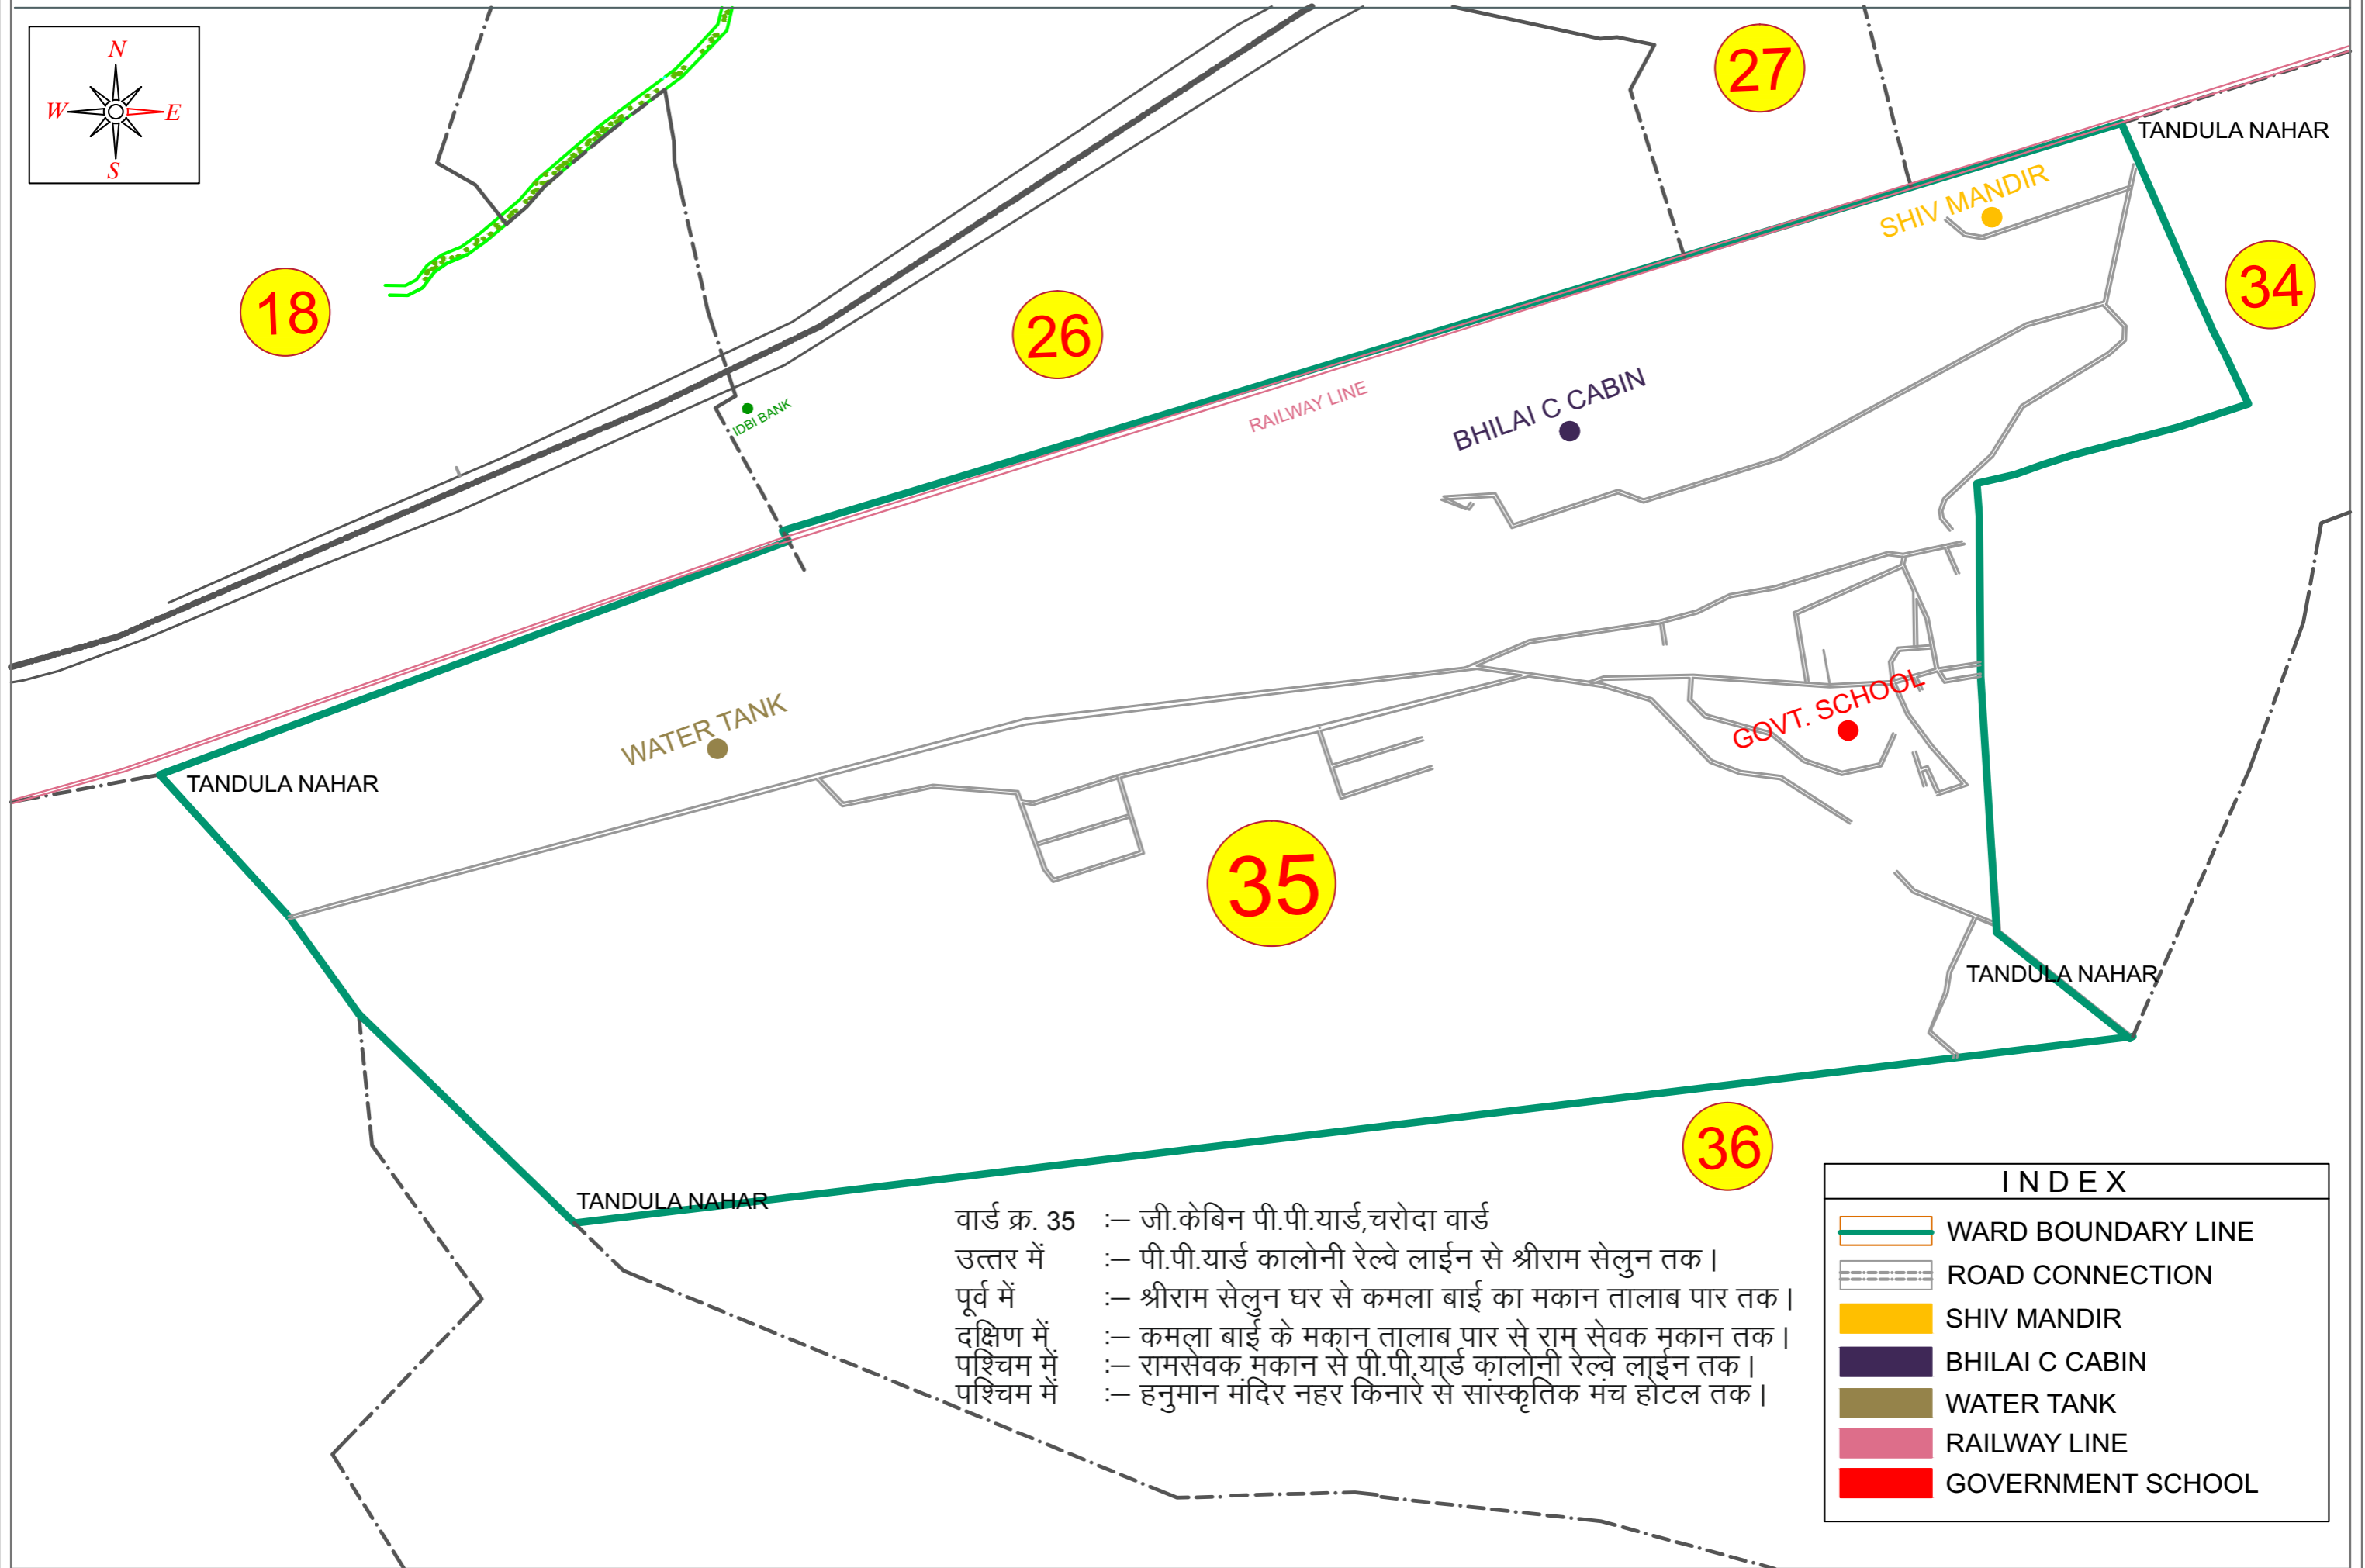 N
W E
S
27
TANDULA NAHAR
SHIV MANDIR
18
26
34
IDBI BANK
RAILWAY LINE
BHILAI C CABIN
WATER TANK
GOVT. SCHOOL
TANDULA NAHAR
35
TANDULA NAHAR
36
TANDULA NAHAR
वार्ड क्र. 35 :– जी.केबिन पी.पी.यार्ड,चरोदा वार्ड
उत्तर में :– पी.पी.यार्ड कालोनी रेल्वे लाईन से श्रीराम सेलुन तक।
पूर्व में :– श्रीराम सेलुन घर से कमला बाई का मकान तालाब पार तक।
दक्षिण में :– कमला बाई के मकान तालाब पार से राम सेवक मकान तक।
पश्चिम में :– रामसेवक मकान से पी.पी.यार्ड कालोनी रेल्वे लाईन तक।
पश्चिम में :– हनुमान मंदिर नहर किनारे से सांस्कृतिक मंच होटल तक।
INDEX
WARD BOUNDARY LINE
ROAD CONNECTION
SHIV MANDIR
BHILAI C CABIN
WATER TANK
RAILWAY LINE
GOVERNMENT SCHOOL